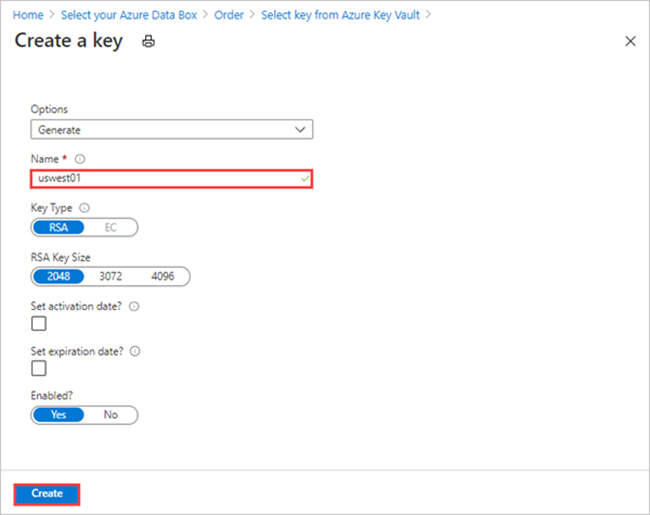 Home > Select your Azure Data Box > Order > Select key from Azure Key Vault >
Create a key
Options
Generate
Name *
uswest01
Key Type
RSA EC
RSA Key Size
2048 3072 4096
Set activation date?
Set expiration date?
Enabled?
Yes No
Create